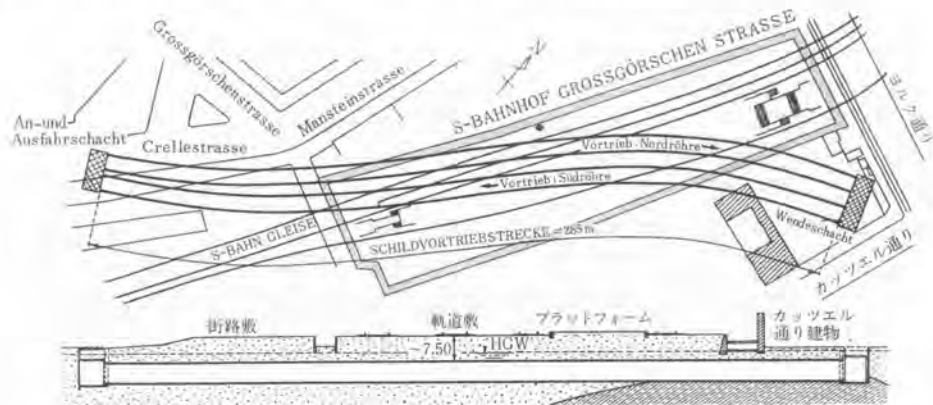 Grossgörschenstrasse
Mansteinstrasse
S-BAHNHOF GROSSGÖRSCHEN STRASSE
N
ヨルク通り
An-und
Ausfahrschacht
Crellestrasse
Vortrieb:Nordröhre
Vortrieb:Südröhre
S-BAHN GLEISE
SCHILDVORTRIEBSTRECKE=285m
Wendeschacht
カッツエル通り
街路敷
軌道敷
プラットフォーム
カッツエル
通り建物
-7.50
HGW